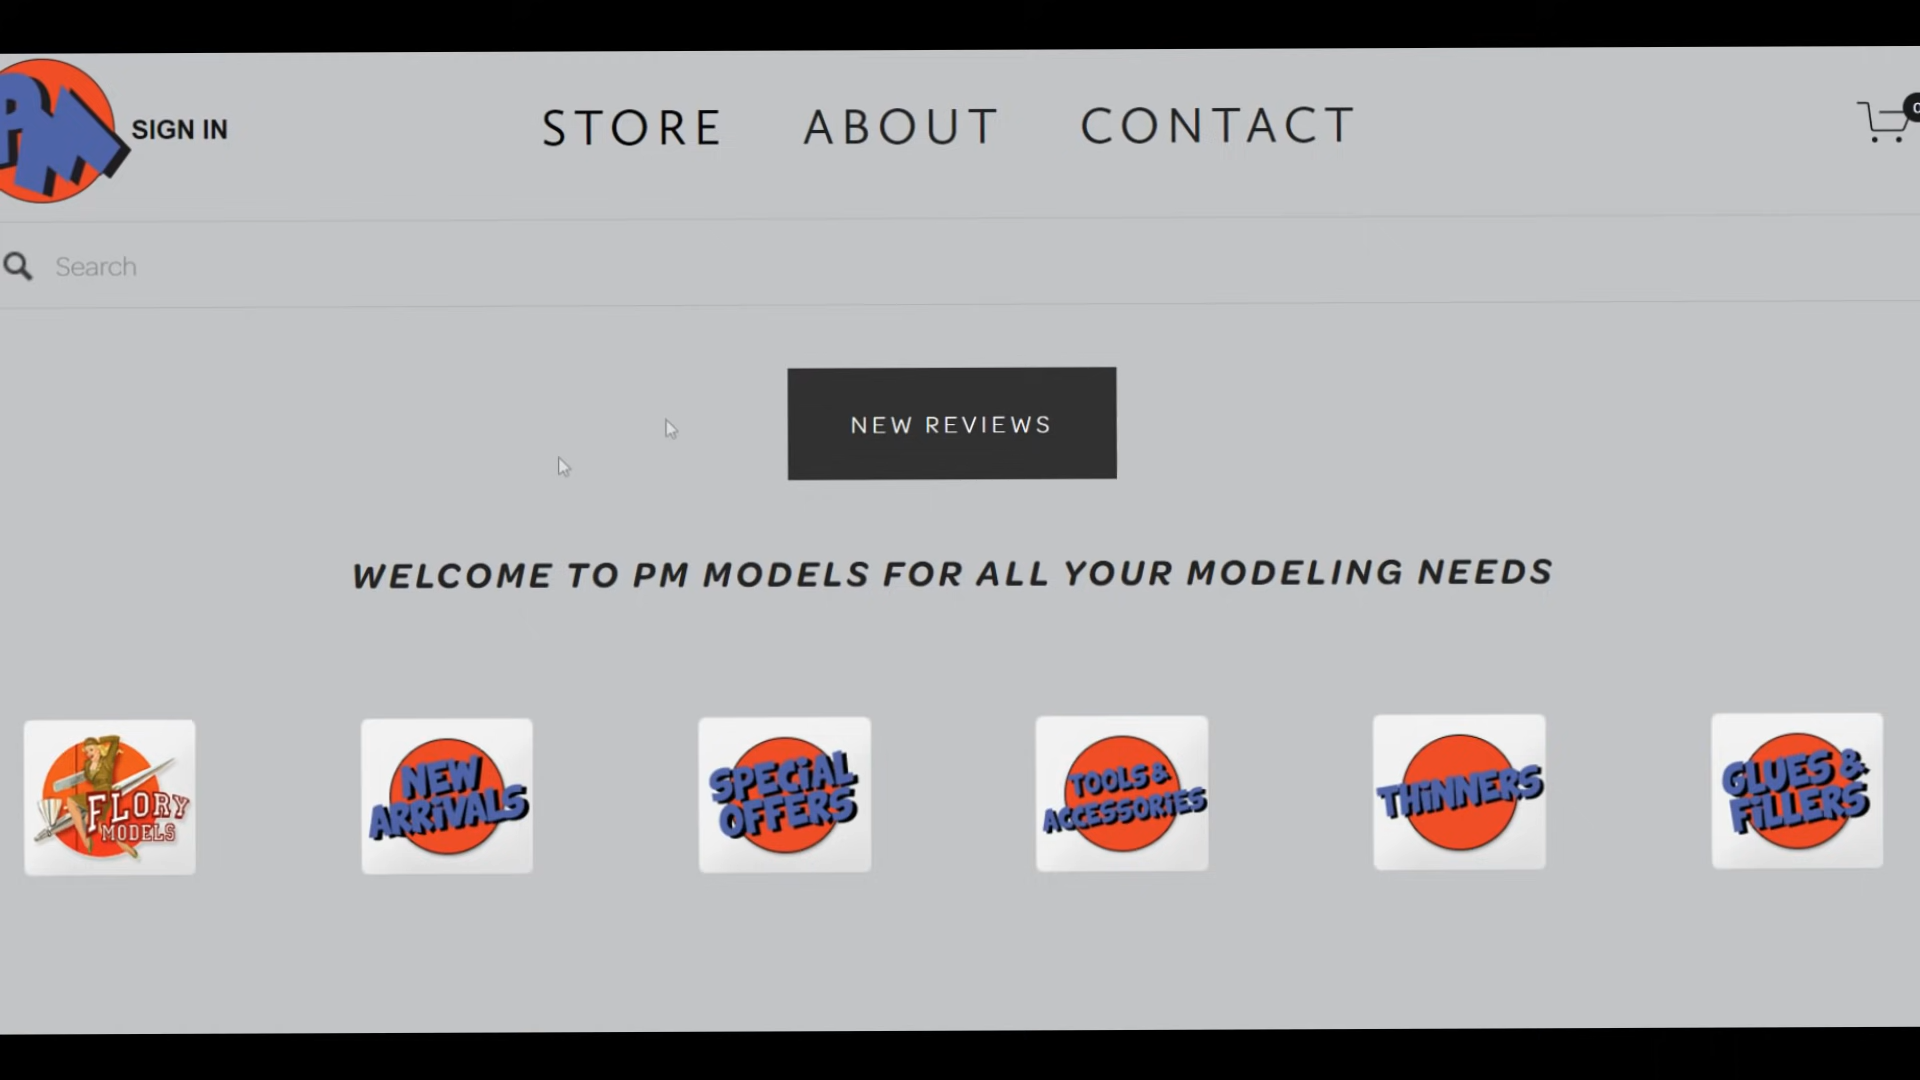 PM
SIGN IN
STORE
ABOUT
CONTACT
Search
NEW REVIEWS
WELCOME TO PM MODELS FOR ALL YOUR MODELING NEEDS
FLORY
MODELS
NEW
ARRiVALS
SPECiAL
OFFERS
TOOLS &
ACCESSORiES
THiNNERS
GLUES &
FiLLERS